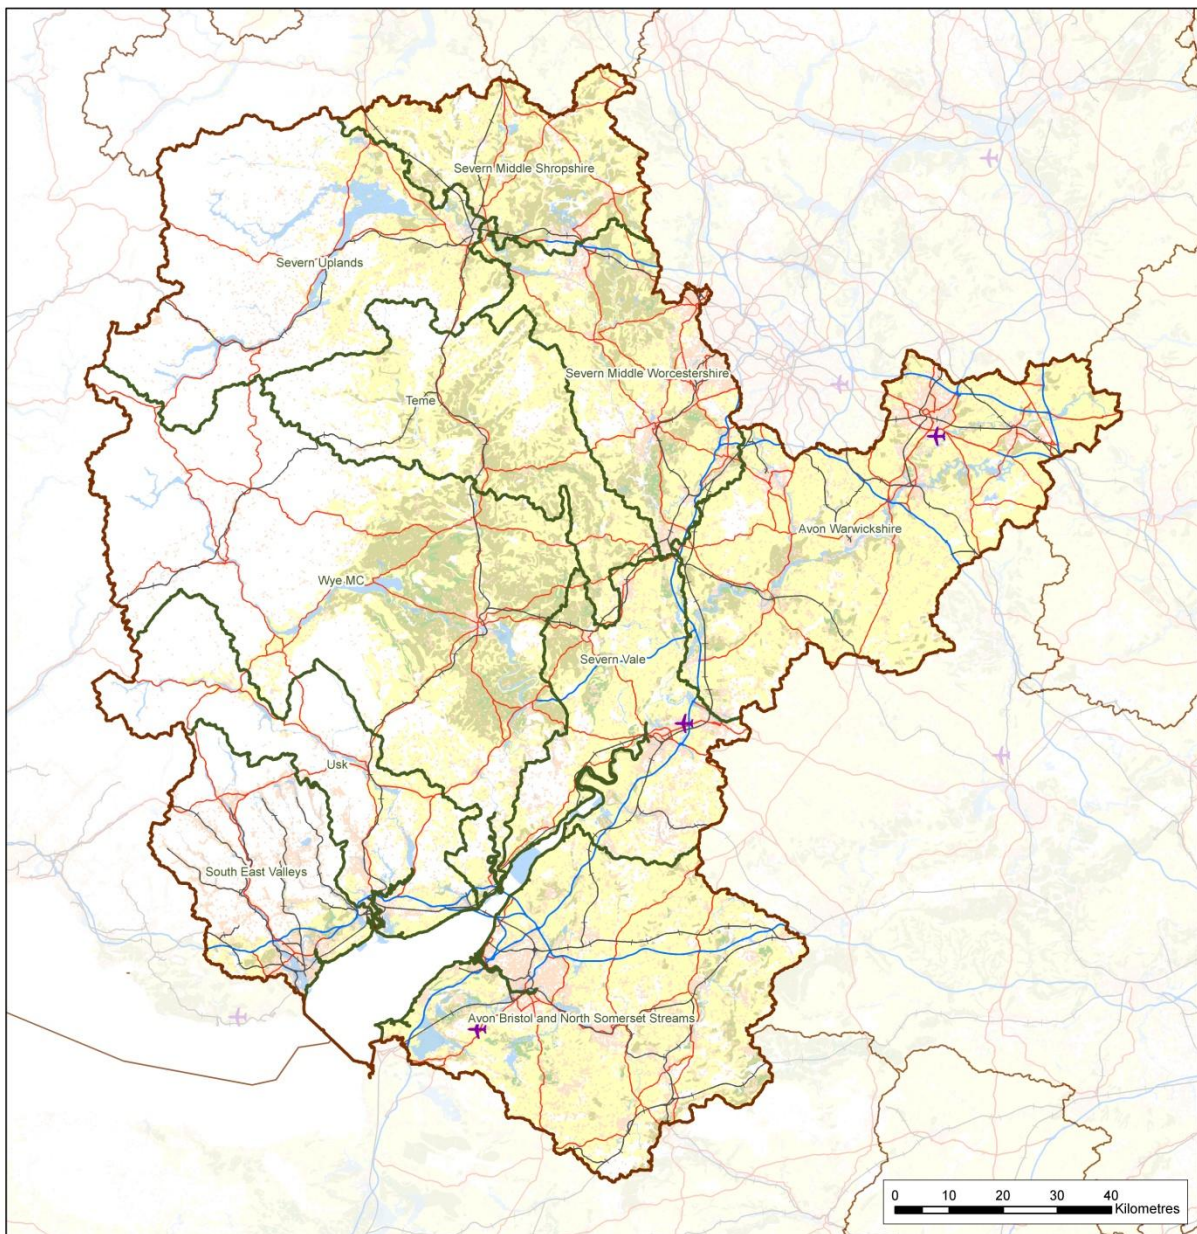 Severn Middle Shropshire
Severn Uplands
Severn Middle Worcestershire
Teme
Avon Warwickshire
Wye MC
Severn Vale
Usk
South East Valleys
Avon Bristol and North Somerset Streams
0 10 20 30 40
Kilometres